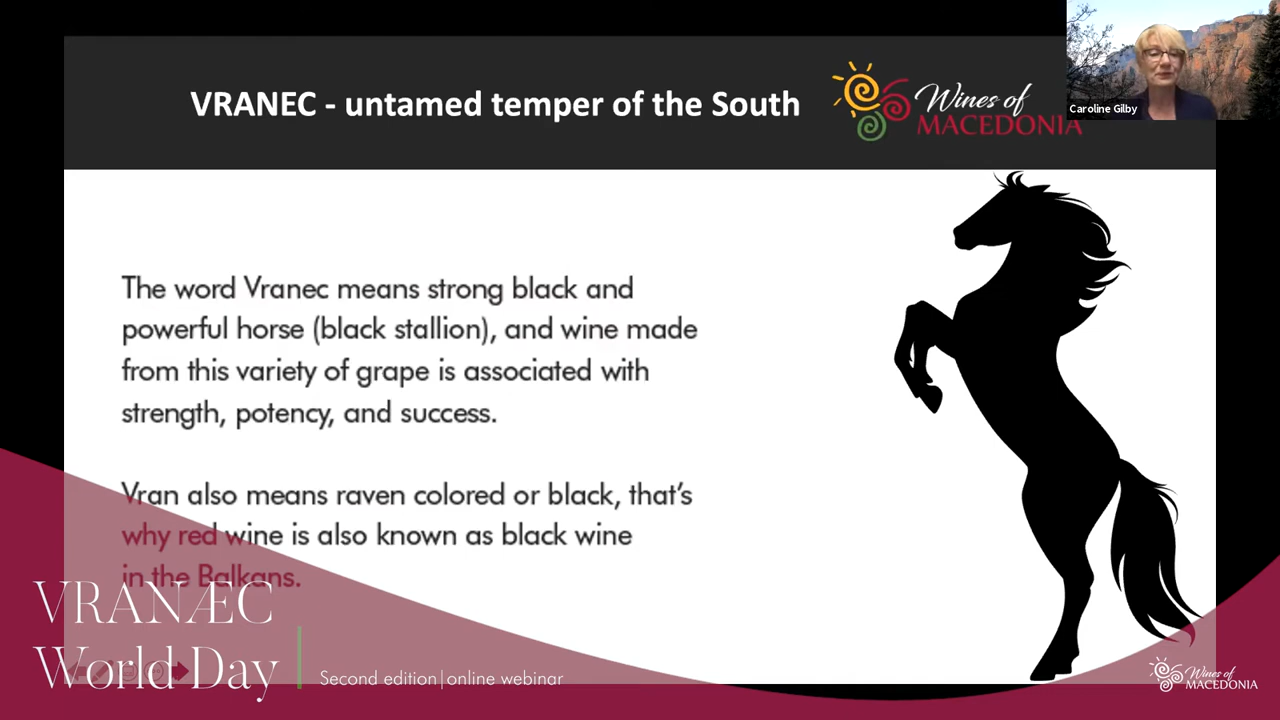 VRANEC - untamed temper of the South
Wines of
MACEDONIA
Caroline Gilby
The word Vranec means strong black and
powerful horse (black stallion), and wine made
from this variety of grape is associated with
strength, potency, and success.
Vran also means raven colored or black, that's
why red wine is also known as black wine
in the Balkans.
VRANÆC
World Day
Second edition|online webinar
Wines of
MACEDONIA